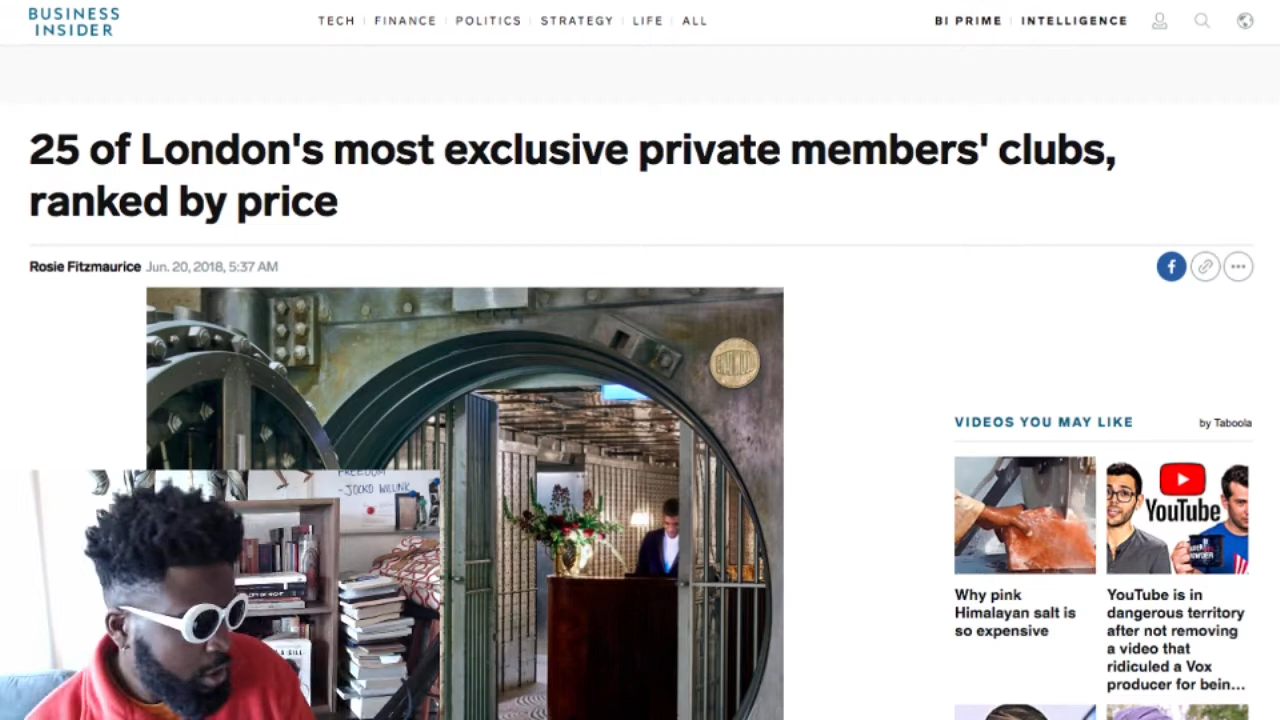 BUSINESS
INSIDER
TECH
FINANCE
POLITICS
STRATEGY
LIFE
ALL
BI PRIME
INTELLIGENCE
25 of London's most exclusive private members' clubs,
ranked by price
Rosie Fitzmaurice Jun. 20, 2018, 5:37 AM
FREEDOM
-JOCKO WILLINK
VIDEOS YOU MAY LIKE
by Taboola
YouTube
Why pink
Himalayan salt is
so expensive
YouTube is in
dangerous territory
after not removing
a video that
ridiculed a Vox
producer for bein...